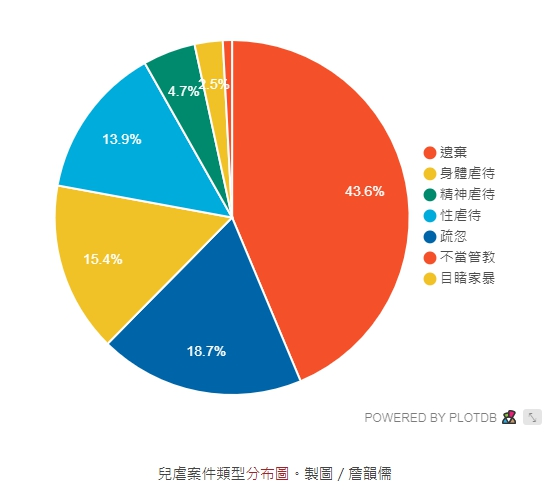 2.5%
4.7%
13.9%
43.6%
15.4%
18.7%
遺棄
身體虐待
精神虐待
性虐待
疏忽
不當管教
目睹家暴
POWERED BY PLOTDB
兒虐案件類型分布圖。製圖 / 詹韻儒